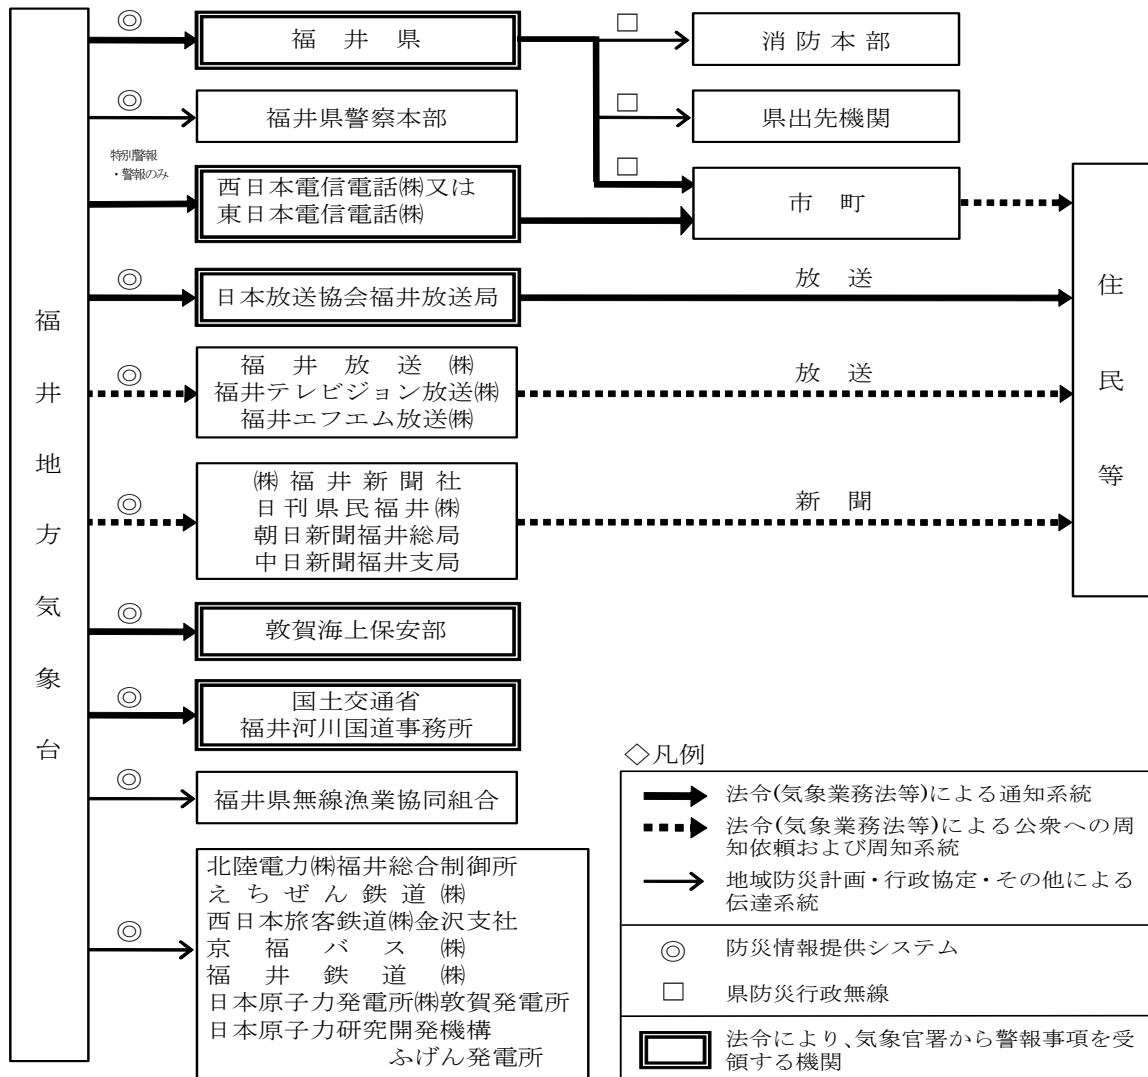 ◎
福井県
□
消防本部
◎
福井県警察本部
□
県出先機関
特別警報
・警報のみ
西日本電信電話㈱又は
東日本電信電話㈱
□
市町
◎
日本放送協会福井放送局
放送
◎
福井放送㈱
福井テレビジョン放送㈱
福井エフエム放送㈱
放送
◎
㈱福井新聞社
日刊県民福井㈱
朝日新聞福井総局
中日新聞福井支局
新聞
福井地方気象台
住民等
◎
敦賀海上保安部
◎
国土交通省
福井河川国道事務所
◎
福井県無線漁業協同組合
◎
北陸電力㈱福井総合制御所
えちぜん鉄道㈱
西日本旅客鉄道㈱金沢支社
京福バス㈱
福井鉄道㈱
日本原子力発電所㈱敦賀発電所
日本原子力研究開発機構
ふげん発電所
◇凡例
法令(気象業務法等)による通知系統
法令(気象業務法等)による公衆への周
知依頼および周知系統
地域防災計画・行政協定・その他による
伝達系統
◎ 防災情報提供システム
□ 県防災行政無線
法令により、気象官署から警報事項を受
領する機関